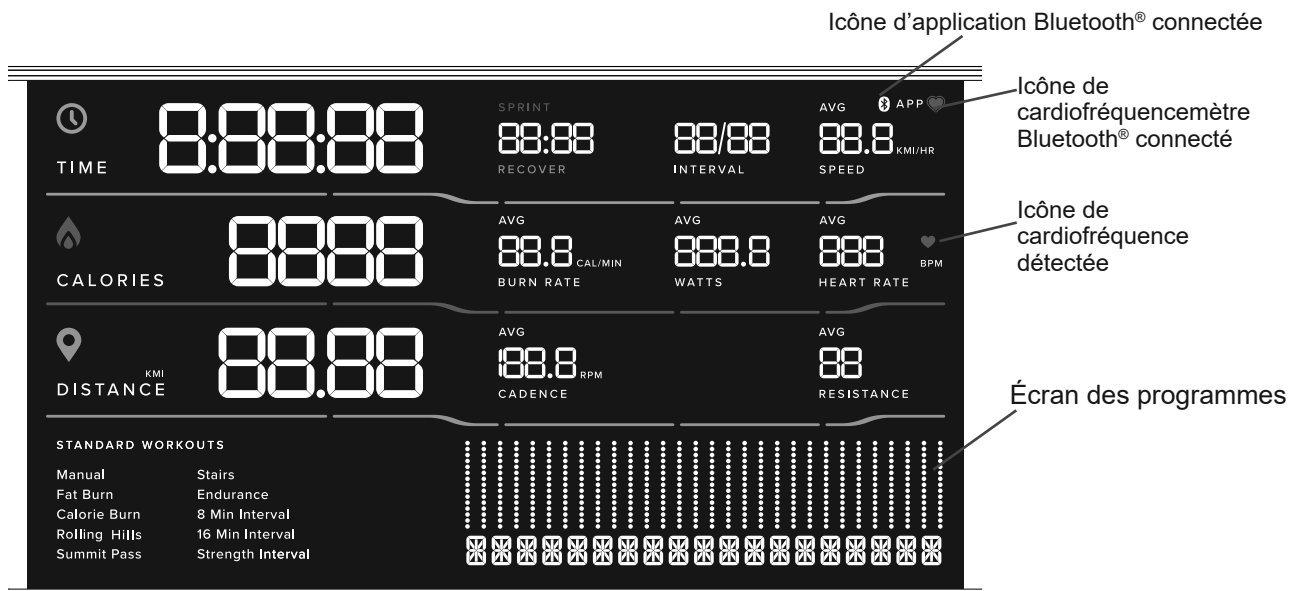 Icône d’application Bluetooth® connectée
Icône de
cardiofréquencemètre
Bluetooth® connecté
SPRINT
AVG
APP
TIME
8:88:88
88:88
88/88
88.8 KMI/HR
RECOVER
INTERVAL
SPEED
Icône de
cardiofréquence
détectée
AVG
AVG
AVG
CALORIES
8888
88.8 CAL/MIN
888.8
888
BPM
BURN RATE
WATTS
HEART RATE
AVG
AVG
KMI
DISTANCE
88.88
188.8 RPM
88
CADENCE
RESISTANCE
Écran des programmes
STANDARD WORKOUTS
Manual
Fat Burn
Calorie Burn
Rolling Hills
Summit Pass
Stairs
Endurance
8 Min Interval
16 Min Interval
Strength Interval